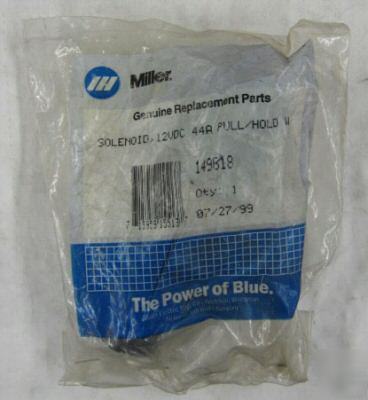 Miller.
Genuine Replacement Parts
SOLENOID,12VDC 44A PULL/HOLD W
149818
Qty: 1
07/27/99
The Power of Blue.